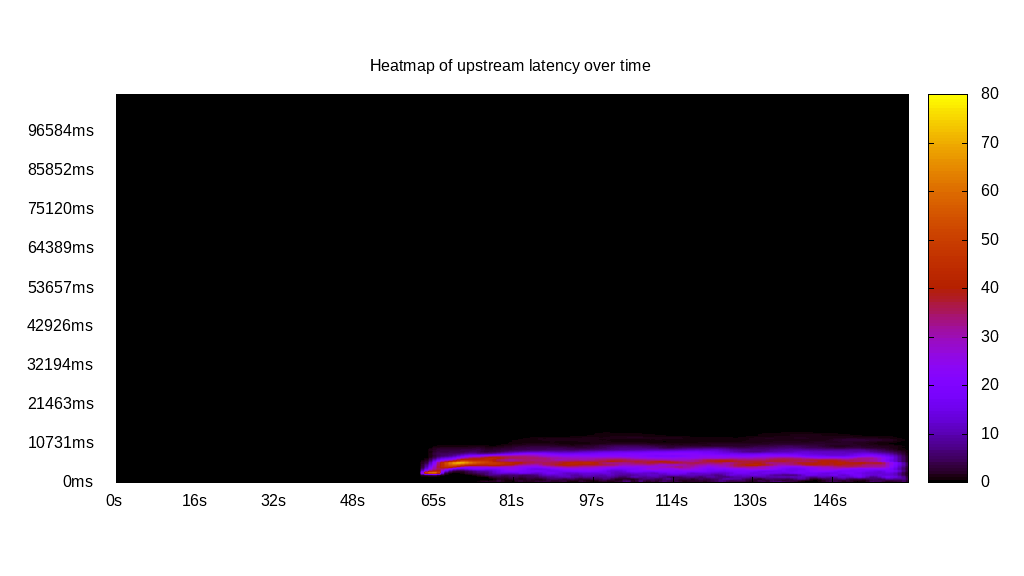 Heatmap of upstream latency over time
96584ms
85852ms
75120ms
64389ms
53657ms
42926ms
32194ms
21463ms
10731ms
0ms
0s 16s 32s 48s 65s 81s 97s 114s 130s 146s
80
70
60
50
40
30
20
10
0